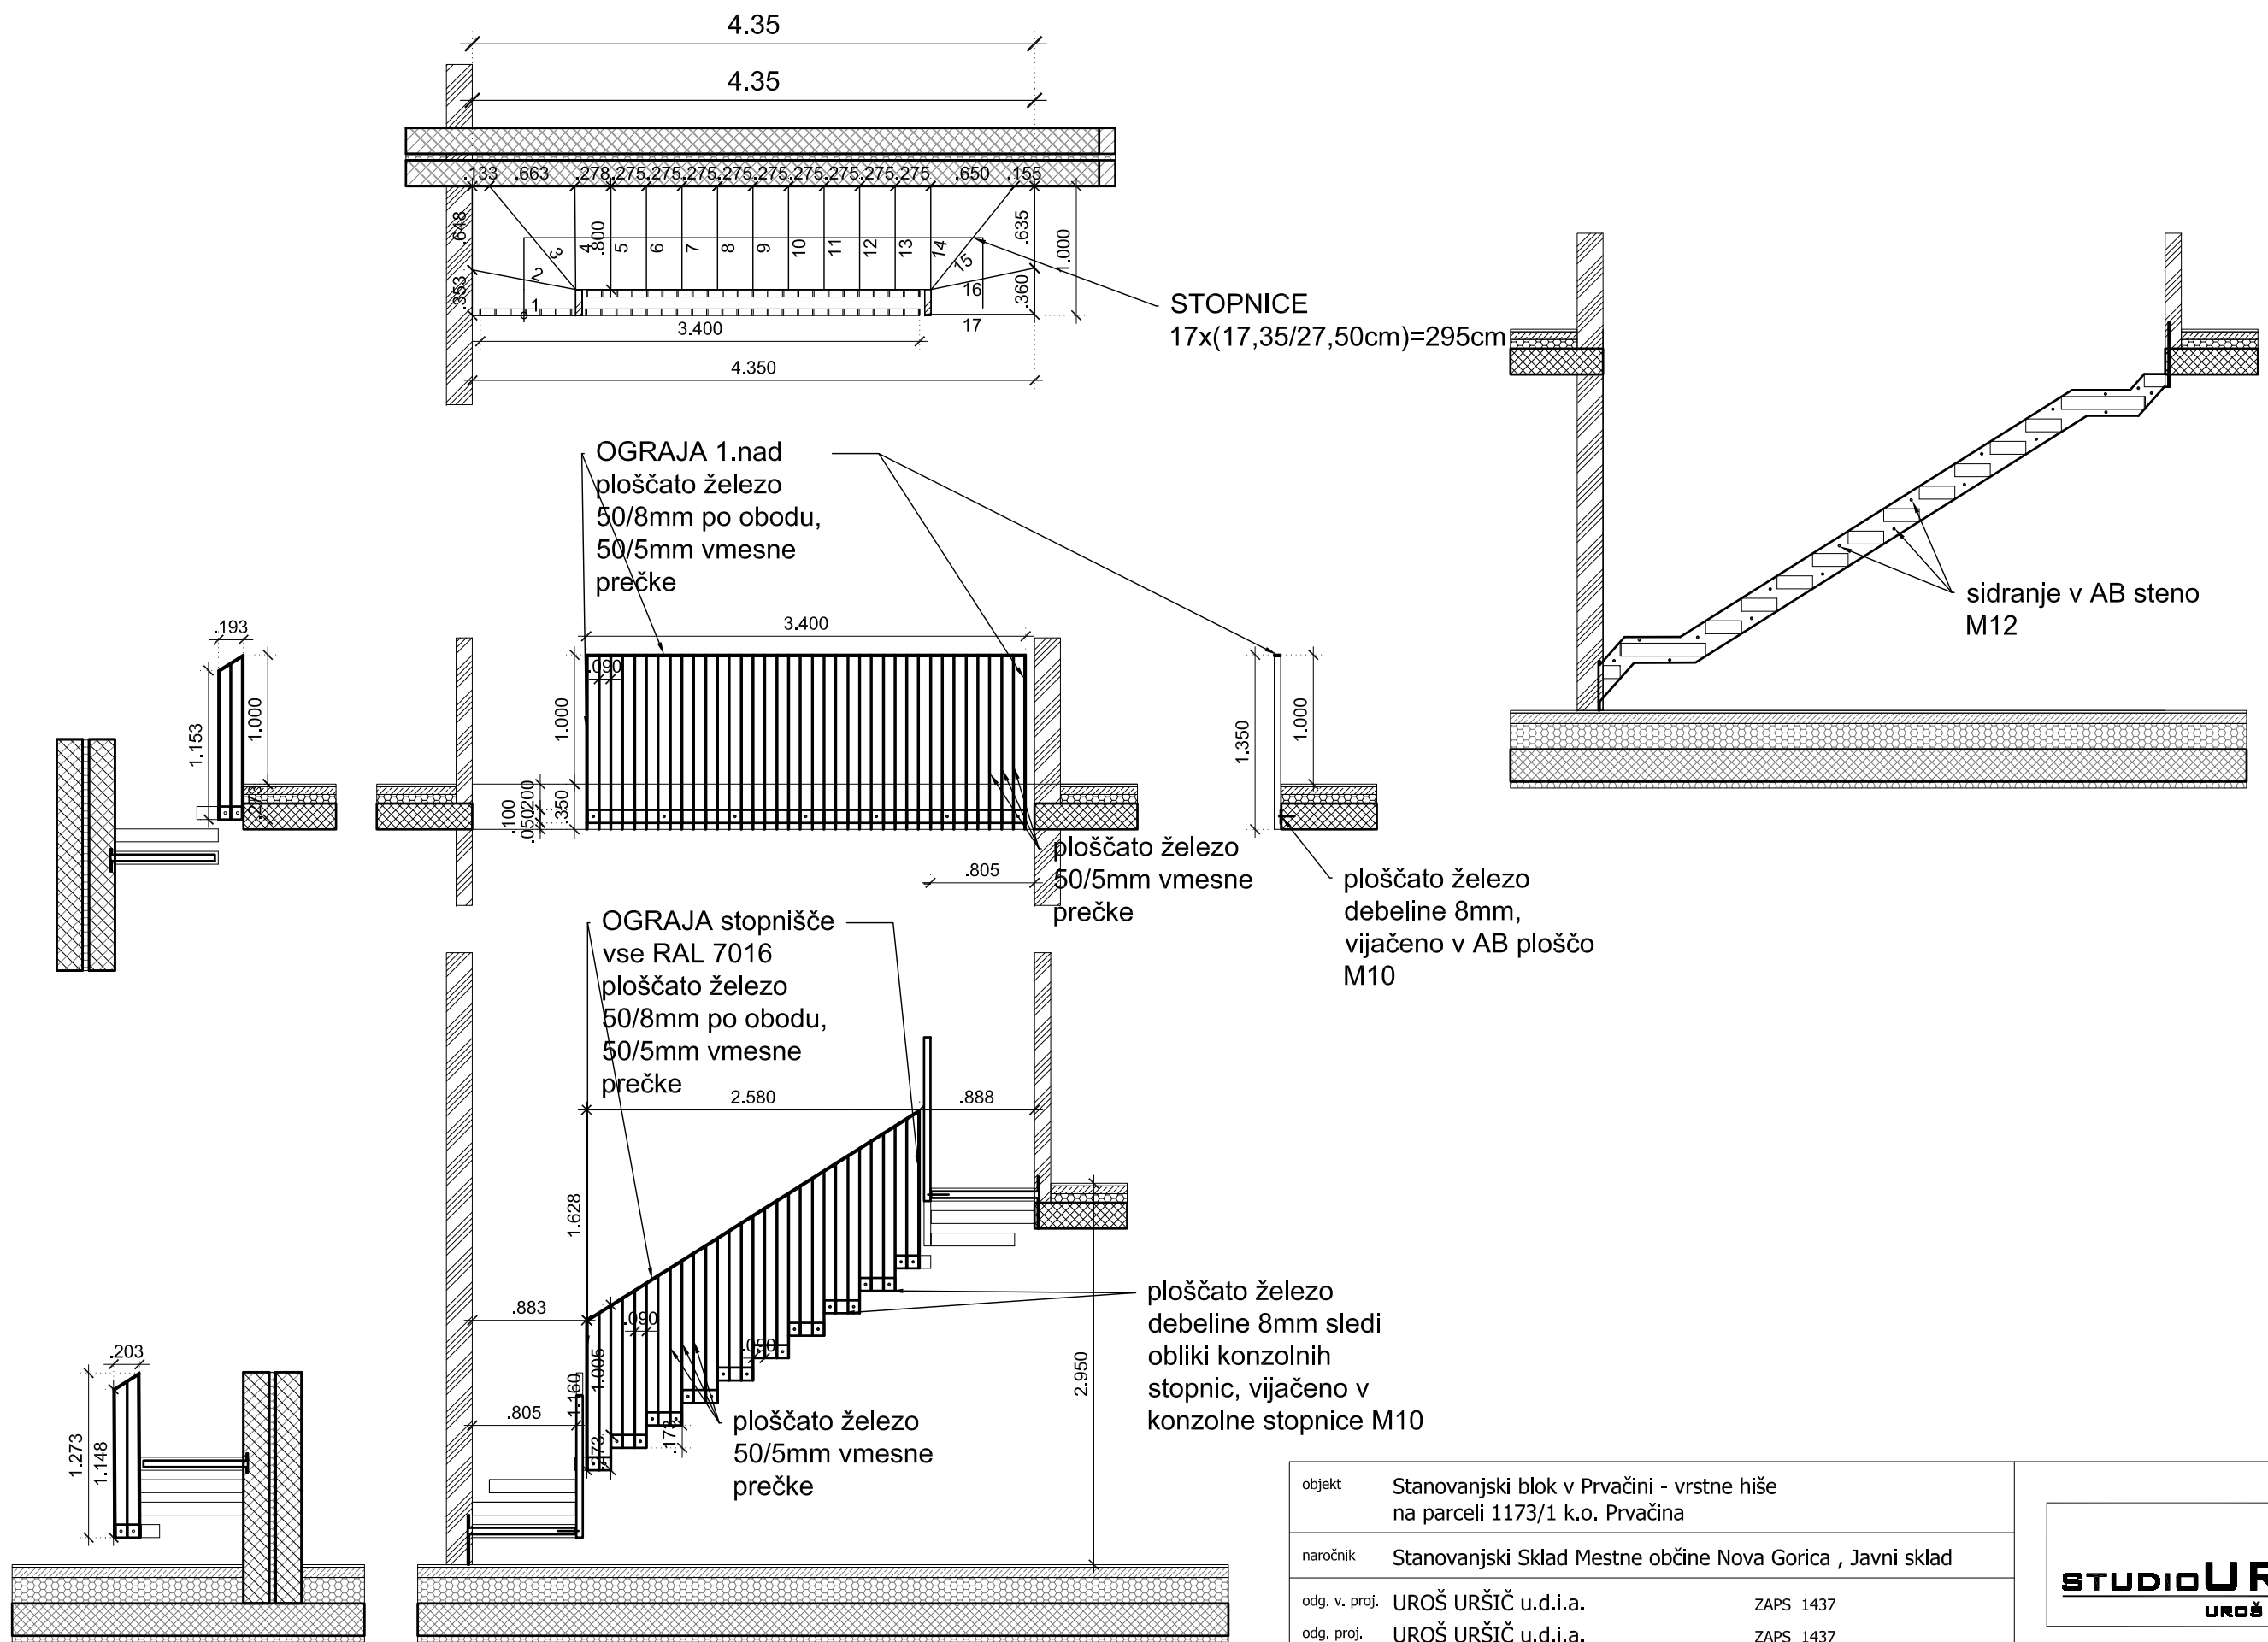 4.35
4.35
.133 .663 .278 .275 .275 .275 .275 .275 .275 .275 .275 .275 .650 .155
.648
.353
.800
.635
1.000
.360
1
2
3
4
5
6
7
8
9
10
11
12
13
14
15
16
17
3.400
4.350
STOPNICE
17x(17,35/27,50cm)=295cm
sidranje v AB steno
M12
OGRAJA 1.nad
ploščato železo
50/8mm po obodu,
50/5mm vmesne
prečke
.193
1.153
1.000
.273
3.400
.090
1.000
.350
.200
.100
.050
.805
ploščato železo
50/5mm vmesne
prečke
1.350
1.000
ploščato železo
debeline 8mm,
vijačeno v AB ploščo
M10
OGRAJA stopnišče
vse RAL 7016
ploščato železo
50/8mm po obodu,
50/5mm vmesne
prečke
2.580
.888
1.628
.883
.090
1.005
.090
1.160
.805
.273
.173
2.950
ploščato železo
50/5mm vmesne
prečke
ploščato železo
debeline 8mm sledi
obliki konzolnih
stopnic, vijačeno v
konzolne stopnice M10
.203
1.273
1.148
objekt Stanovanjski blok v Prvačini - vrstne hiše
na parceli 1173/1 k.o. Prvačina
naročnik Stanovanjski Sklad Mestne občine Nova Gorica , Javni sklad
odg. v. proj. UROŠ URŠIČ u.d.i.a. ZAPS 1437
odg. proj. UROŠ URŠIČ u.d.i.a. ZAPS 1437
STUDIO UR
UROŠ